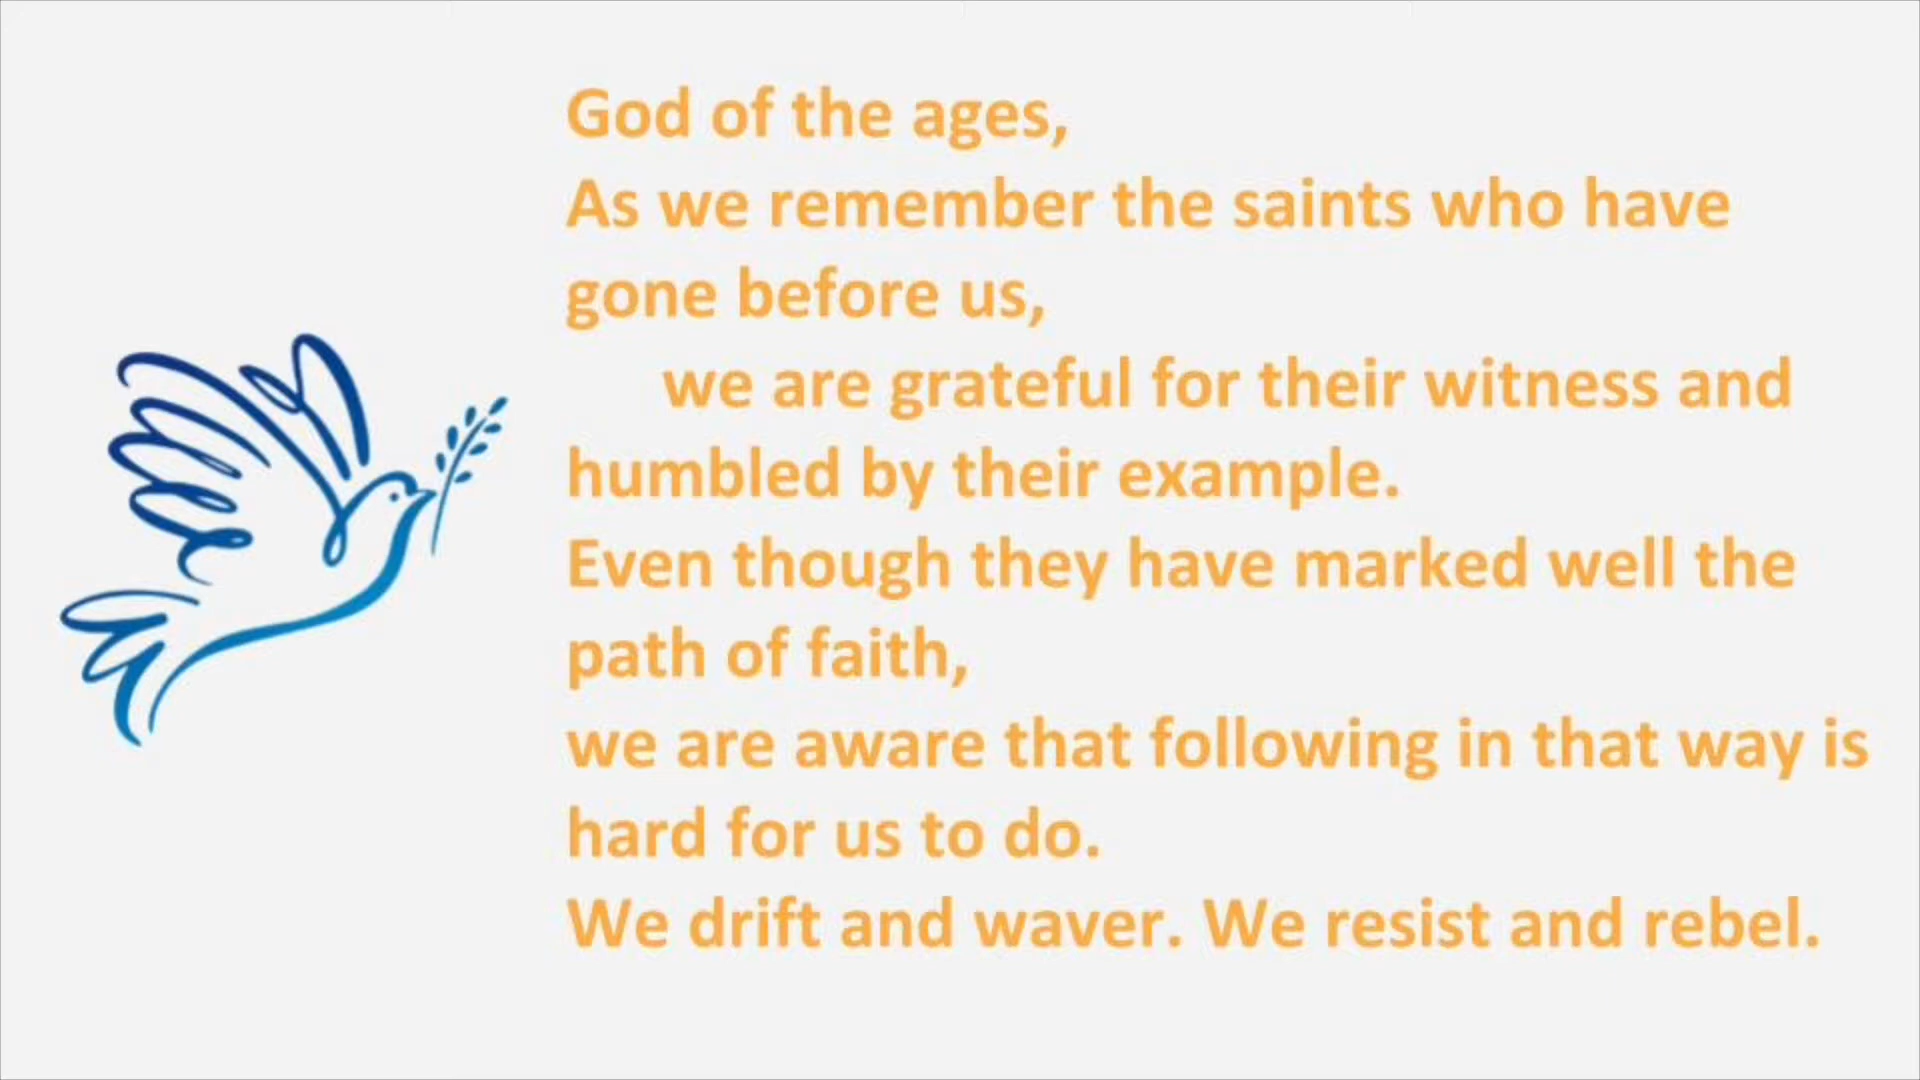 God of the ages,
As we remember the saints who have
gone before us,
we are grateful for their witness and
humbled by their example.
Even though they have marked well the
path of faith,
we are aware that following in that way is
hard for us to do.
We drift and waver. We resist and rebel.